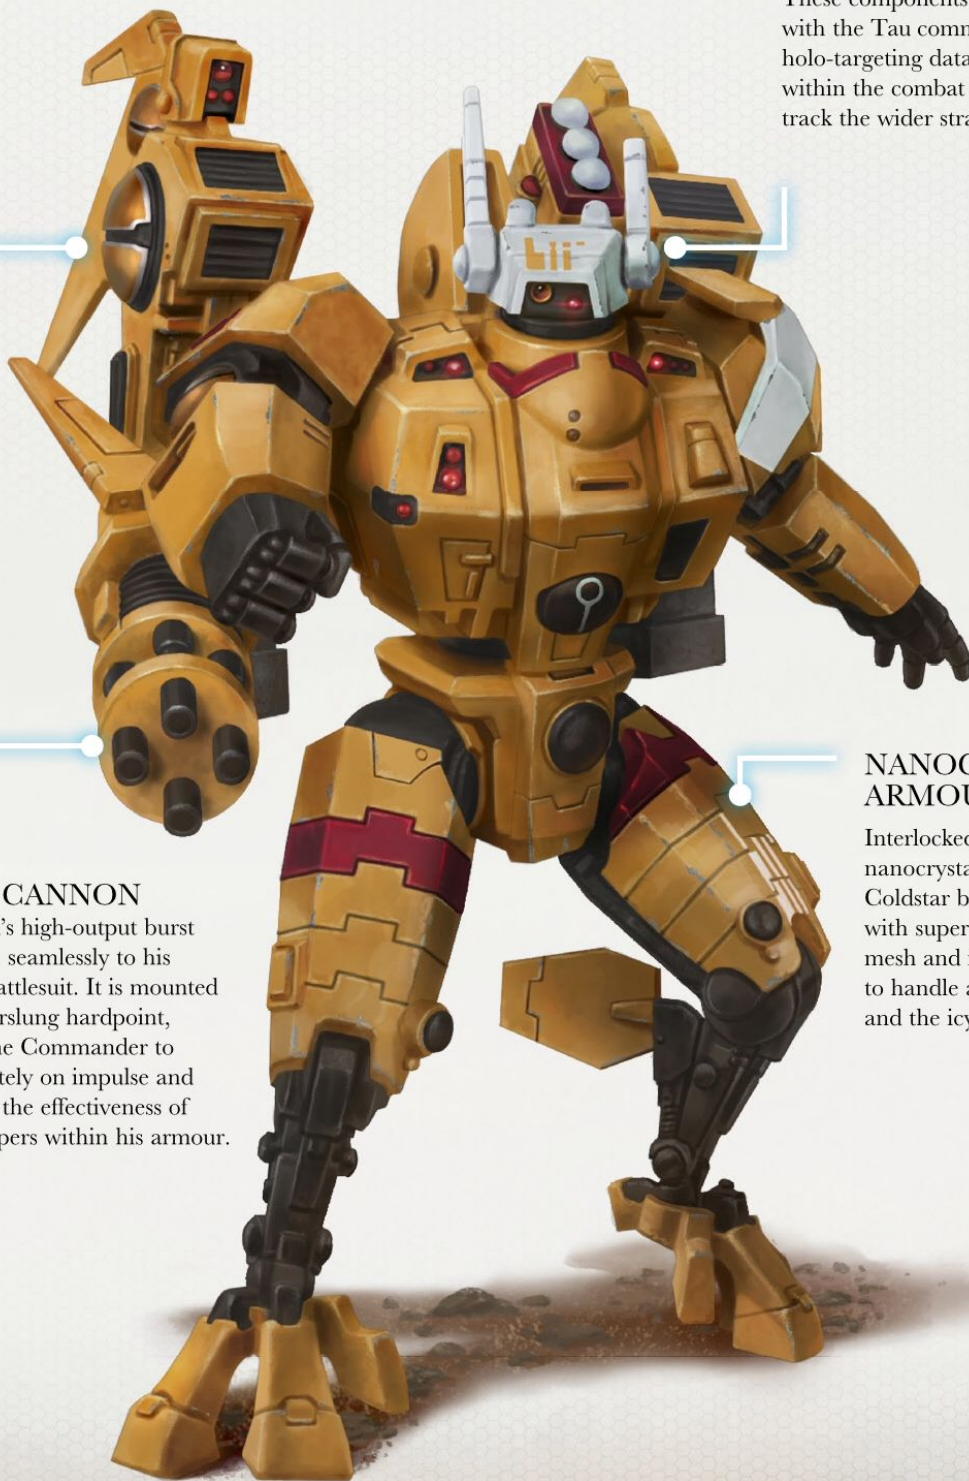 These components
with the Tau comm
holo-targeting data
within the combat
track the wider stra
CANNON
's high-output burst
seamlessly to his
attlesuit. It is mounted
rslung hardpoint,
ne Commander to
tely on impulse and
the effectiveness of
pers within his armour.
NANOC
ARMOU
Interlocked
nanocrysta
Coldstar b
with super
mesh and
to handle a
and the icy